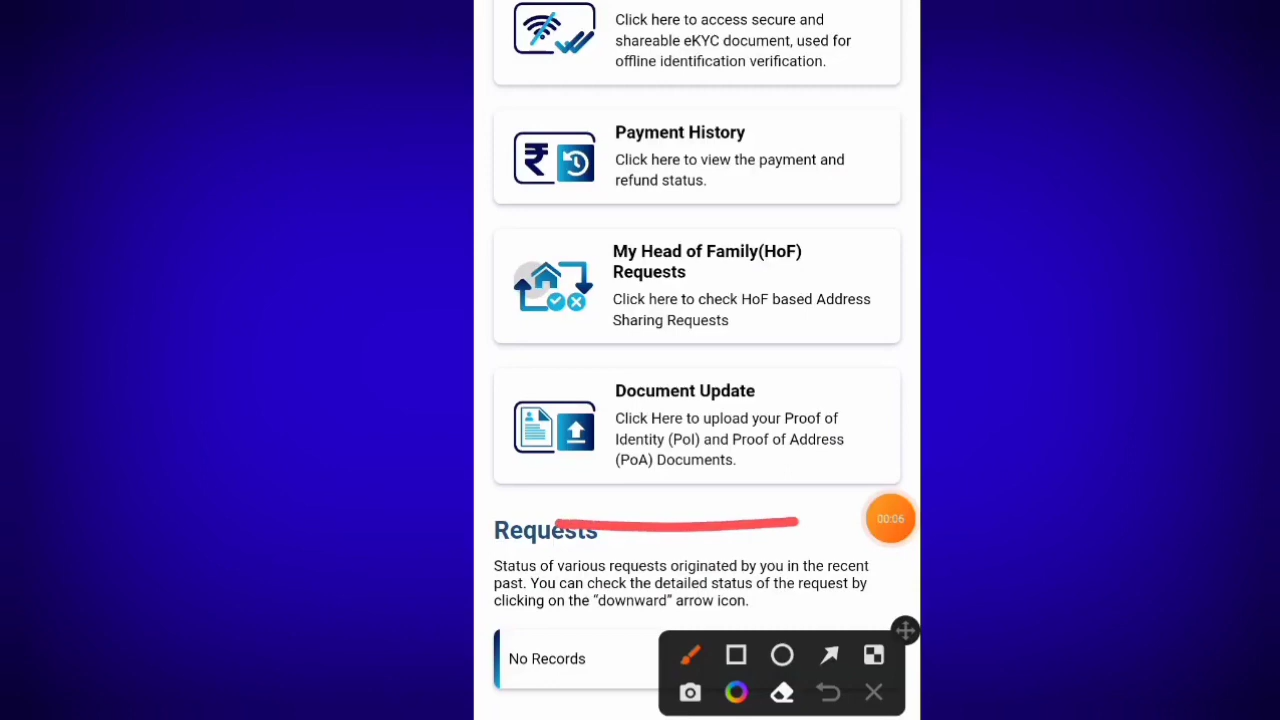 Click here to access secure and
shareable eKYC document, used for
offline identification verification.
Payment History
Click here to view the payment and
refund status.
My Head of Family(HoF)
Requests
Click here to check HoF based Address
Sharing Requests
Document Update
Click Here to upload your Proof of
Identity (PoI) and Proof of Address
(PoA) Documents.
00:06
Requests
Status of various requests originated by you in the recent
past. You can check the detailed status of the request by
clicking on the “downward” arrow icon.
No Records